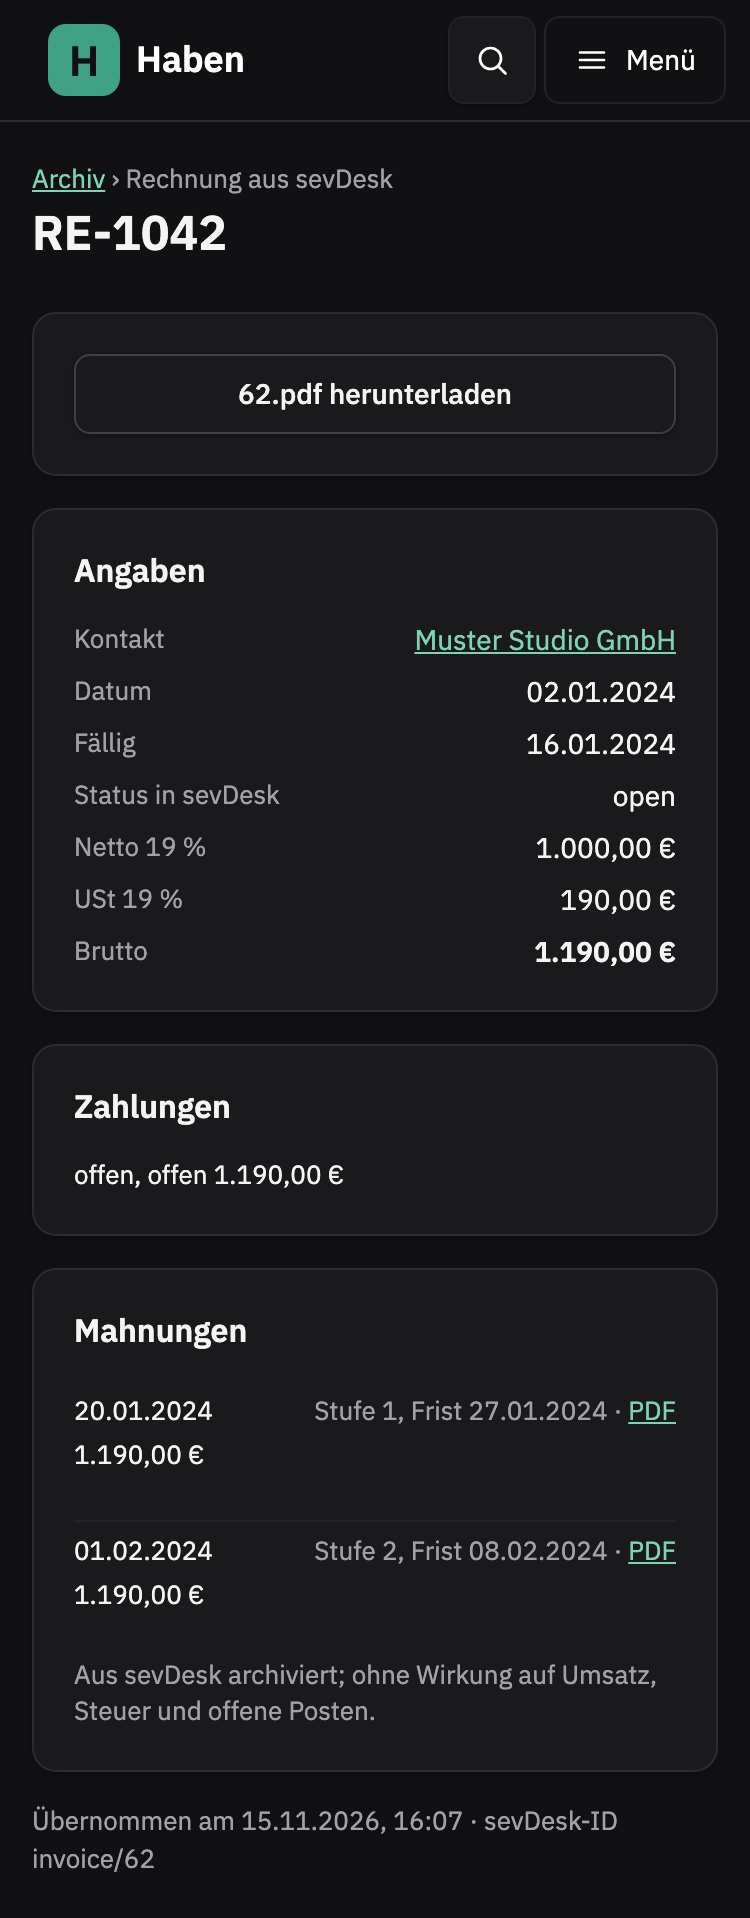 H Haben
Menü
Archiv › Rechnung aus sevDesk
RE-1042
62.pdf herunterladen
Angaben
Kontakt Muster Studio GmbH
Datum 02.01.2024
Fällig 16.01.2024
Status in sevDesk open
Netto 19 % 1.000,00 €
USt 19 % 190,00 €
Brutto 1.190,00 €
Zahlungen
offen, offen 1.190,00 €
Mahnungen
20.01.2024 Stufe 1, Frist 27.01.2024 · PDF
1.190,00 €
01.02.2024 Stufe 2, Frist 08.02.2024 · PDF
1.190,00 €
Aus sevDesk archiviert; ohne Wirkung auf Umsatz,
Steuer und offene Posten.
Übernommen am 15.11.2026, 16:07 · sevDesk-ID
invoice/62